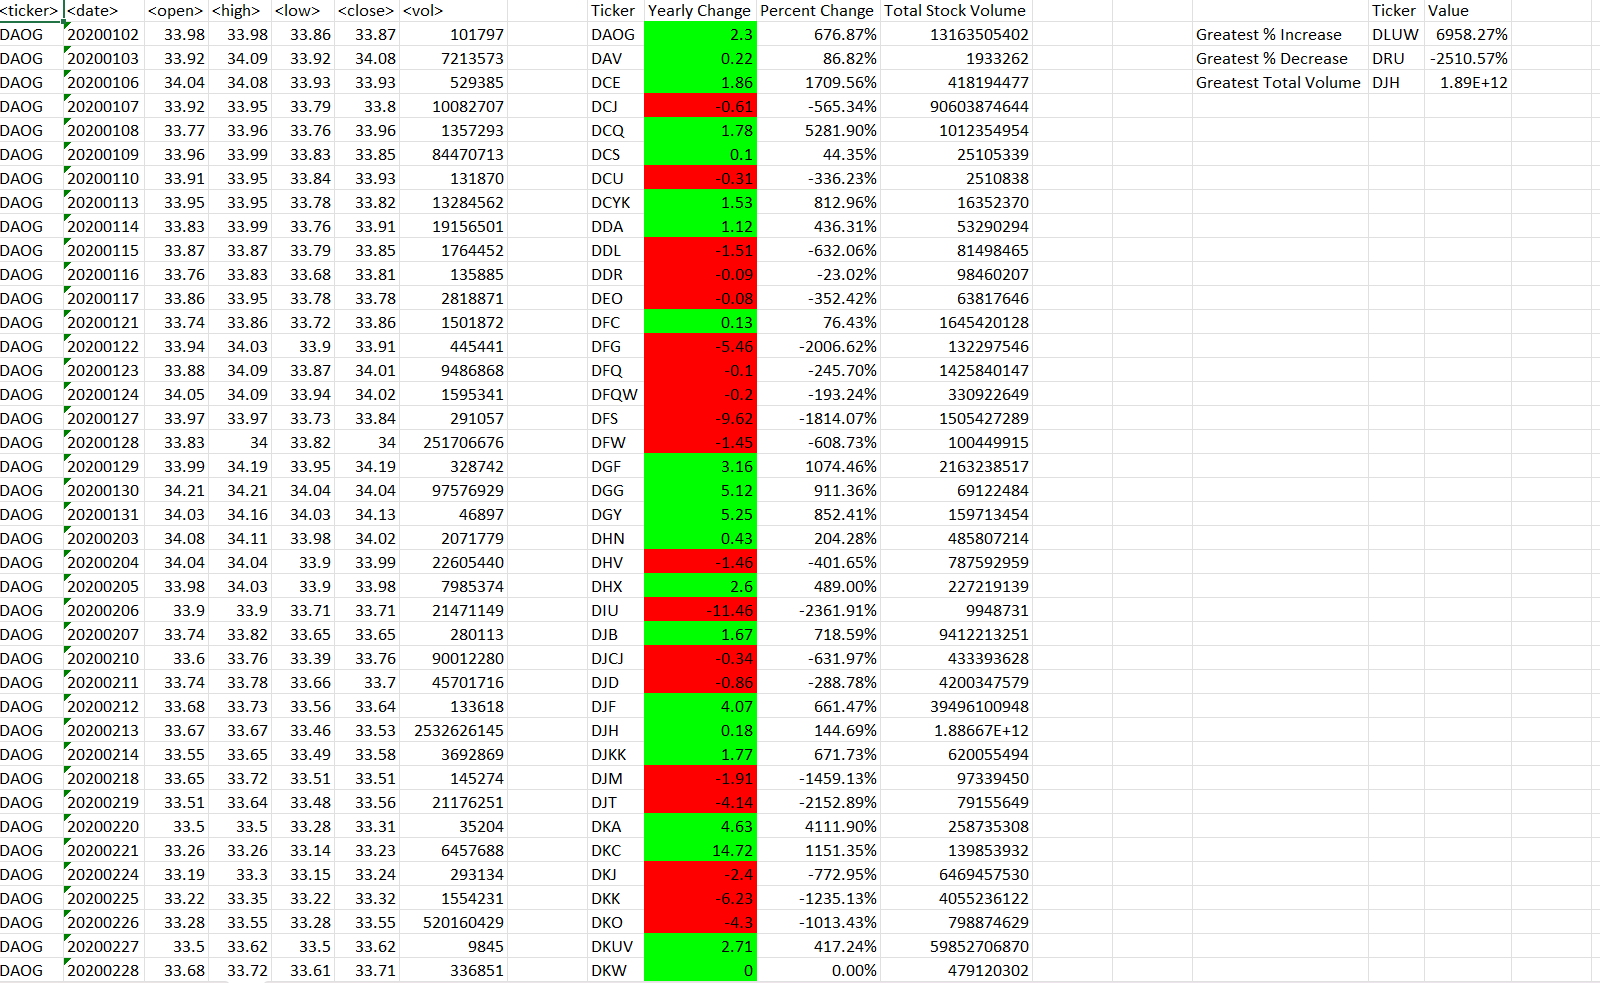 <ticker> <date> <open> <high> <low> <close> <vol> Ticker Yearly Change Percent Change Total Stock Volume Ticker Value
DAOG 20200102 33.98 33.98 33.86 33.87 101797 DAOG 2.3 676.87% 13163505402 Greatest % Increase DLUW 6958.27%
DAOG 20200103 33.92 34.09 33.92 34.08 7213573 DAV 0.22 86.82% 1933262 Greatest % Decrease DRU -2510.57%
DAOG 20200106 34.04 34.08 33.93 33.93 529385 DCE 1.86 1709.56% 418194477 Greatest Total Volume DJH 1.89E+12
DAOG 20200107 33.92 33.95 33.79 33.8 10082707 DCJ -0.61 -565.34% 90603874644
DAOG 20200108 33.77 33.96 33.76 33.96 1357293 DCQ 1.78 5281.90% 1012354954
DAOG 20200109 33.96 33.99 33.83 33.85 84470713 DCS 0.1 44.35% 25105339
DAOG 20200110 33.91 33.95 33.84 33.93 131870 DCU -0.31 -336.23% 2510838
DAOG 20200113 33.95 33.95 33.78 33.82 13284562 DCYK 1.53 812.96% 16352370
DAOG 20200114 33.83 33.99 33.76 33.91 19156501 DDA 1.12 436.31% 53290294
DAOG 20200115 33.87 33.87 33.79 33.85 1764452 DDL -1.51 -632.06% 81498465
DAOG 20200116 33.76 33.83 33.68 33.81 135885 DDR -0.09 -23.02% 98460207
DAOG 20200117 33.86 33.95 33.78 33.78 2818871 DEO -0.08 -352.42% 63817646
DAOG 20200121 33.74 33.86 33.72 33.86 1501872 DFC 0.13 76.43% 1645420128
DAOG 20200122 33.94 34.03 33.9 33.91 445441 DFG -5.46 -2006.62% 132297546
DAOG 20200123 33.88 34.09 33.87 34.01 9486868 DFQ -0.1 -245.70% 1425840147
DAOG 20200124 34.05 34.09 33.94 34.02 1595341 DFQW -0.2 -193.24% 330922649
DAOG 20200127 33.97 33.97 33.73 33.84 291057 DFS -9.62 -1814.07% 1505427289
DAOG 20200128 33.83 34 33.82 34 251706676 DFW -1.45 -608.73% 100449915
DAOG 20200129 33.99 34.19 33.95 34.19 328742 DGF 3.16 1074.46% 2163238517
DAOG 20200130 34.21 34.21 34.04 34.04 97576929 DGG 5.12 911.36% 69122484
DAOG 20200131 34.03 34.16 34.03 34.13 46897 DGY 5.25 852.41% 159713454
DAOG 20200203 34.08 34.11 33.98 34.02 2071779 DHN 0.43 204.28% 485807214
DAOG 20200204 34.04 34.04 33.9 33.99 22605440 DHV -1.46 -401.65% 787592959
DAOG 20200205 33.98 34.03 33.9 33.98 7985374 DHX 2.6 489.00% 227219139
DAOG 20200206 33.9 33.9 33.71 33.71 21471149 DIU -11.46 -2361.91% 9948731
DAOG 20200207 33.74 33.82 33.65 33.65 280113 DJB 1.67 718.59% 9412213251
DAOG 20200210 33.6 33.76 33.39 33.76 90012280 DJCJ -0.34 -631.97% 433393628
DAOG 20200211 33.74 33.78 33.66 33.7 45701716 DJD -0.86 -288.78% 4200347579
DAOG 20200212 33.68 33.73 33.56 33.64 133618 DJF 4.07 661.47% 39496100948
DAOG 20200213 33.67 33.67 33.46 33.53 2532626145 DJH 0.18 144.69% 1.88667E+12
DAOG 20200214 33.55 33.65 33.49 33.58 3692869 DJKK 1.77 671.73% 620055494
DAOG 20200218 33.65 33.72 33.51 33.51 145274 DJM -1.91 -1459.13% 97339450
DAOG 20200219 33.51 33.64 33.48 33.56 21176251 DJT -4.14 -2152.89% 79155649
DAOG 20200220 33.5 33.5 33.28 33.31 35204 DKA 4.63 4111.90% 258735308
DAOG 20200221 33.26 33.26 33.14 33.23 6457688 DKC 14.72 1151.35% 139853932
DAOG 20200224 33.19 33.3 33.15 33.24 293134 DKJ -2.4 -772.95% 6469457530
DAOG 20200225 33.22 33.35 33.22 33.32 1554231 DKK -6.23 -1235.13% 4055236122
DAOG 20200226 33.28 33.55 33.28 33.55 520160429 DKO -4.3 -1013.43% 798874629
DAOG 20200227 33.5 33.62 33.5 33.62 9845 DKUV 2.71 417.24% 59852706870
DAOG 20200228 33.68 33.72 33.61 33.71 336851 DKW 0 0.00% 479120302